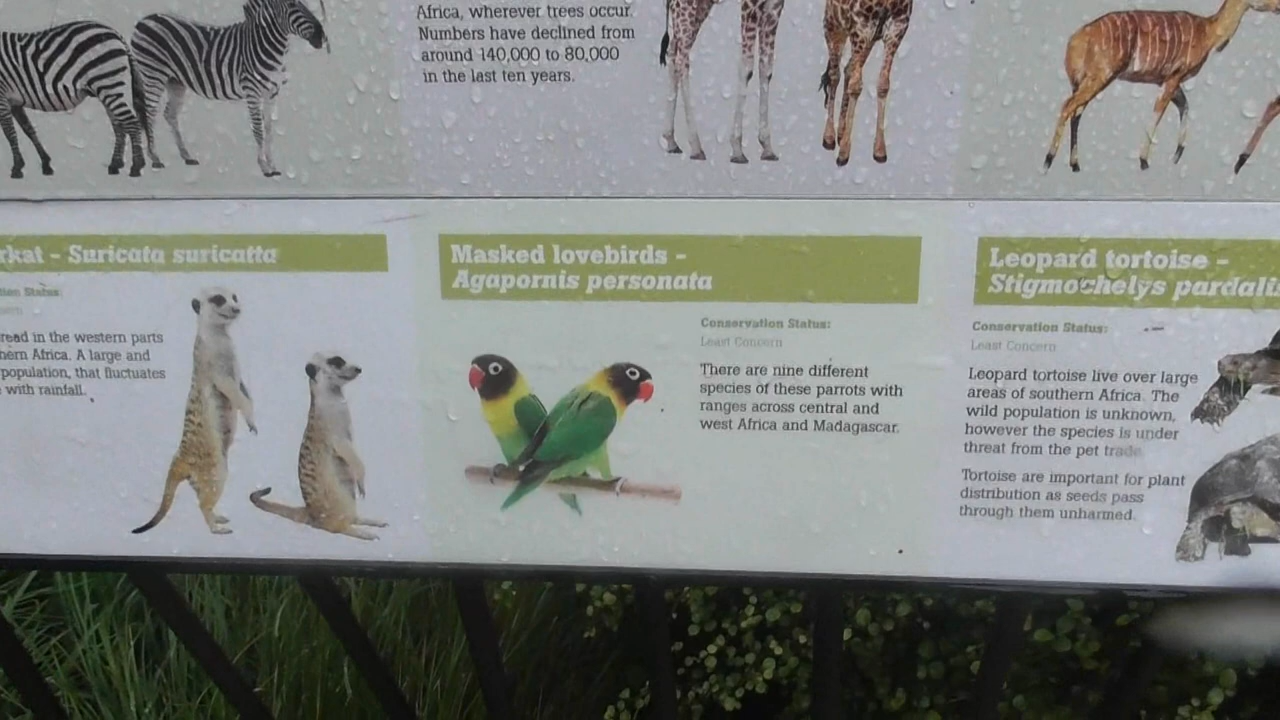 Africa, wherever trees occur.
Numbers have declined from
around 140,000 to 80,000
in the last ten years.
rkat - Suricata suricatta
tion Status:
read in the western parts
hern Africa. A large and
population, that fluctuates
with rainfall.
Masked lovebirds -
Agapornis personata
Conservation Status:
Least Concern
There are nine different
species of these parrots with
ranges across central and
west Africa and Madagascar.
Leopard tortoise -
Stigmochelys pardali
Conservation Status:
Least Concern
Leopard tortoise live over large
areas of southern Africa. The
wild population is unknown,
however the species is under
threat from the pet trade.
Tortoise are important for plant
distribution as seeds pass
through them unharmed.